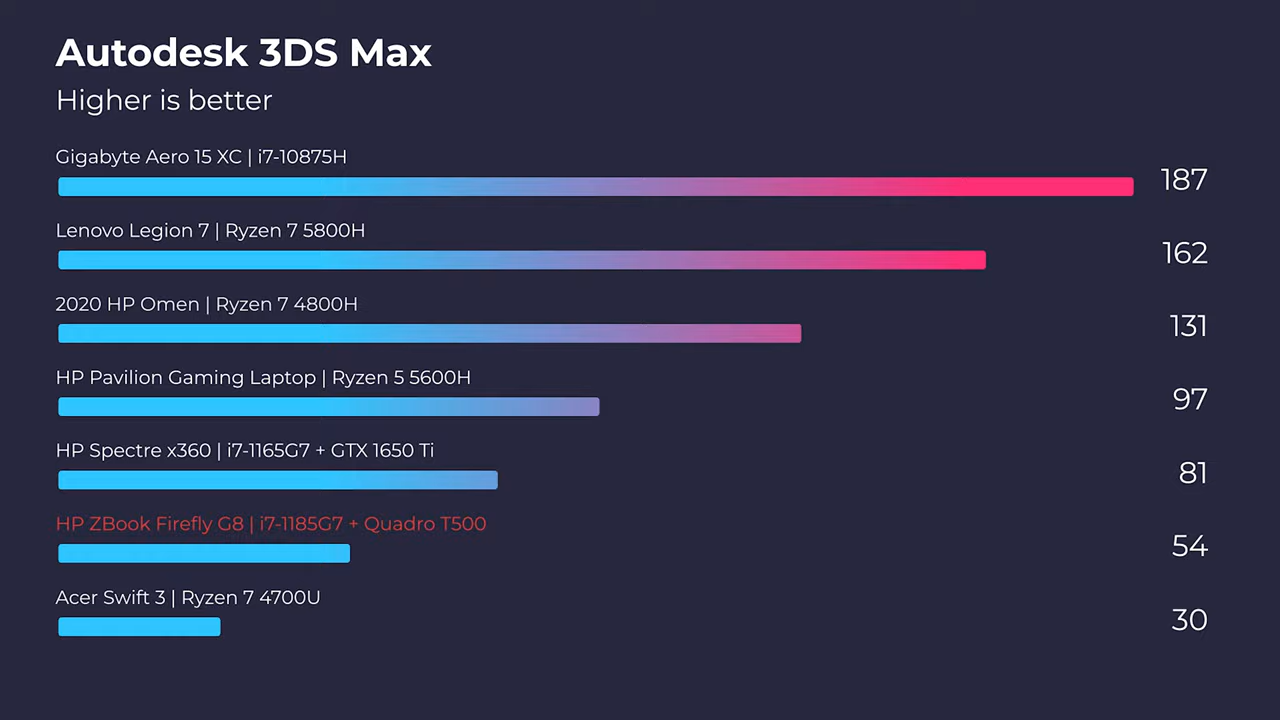 Autodesk 3DS Max
Higher is better
Gigabyte Aero 15 XC | i7-10875H
187
Lenovo Legion 7 | Ryzen 7 5800H
162
2020 HP Omen | Ryzen 7 4800H
131
HP Pavilion Gaming Laptop | Ryzen 5 5600H
97
HP Spectre x360 | i7-1165G7 + GTX 1650 Ti
81
HP ZBook Firefly G8 | i7-1185G7 + Quadro T500
54
Acer Swift 3 | Ryzen 7 4700U
30